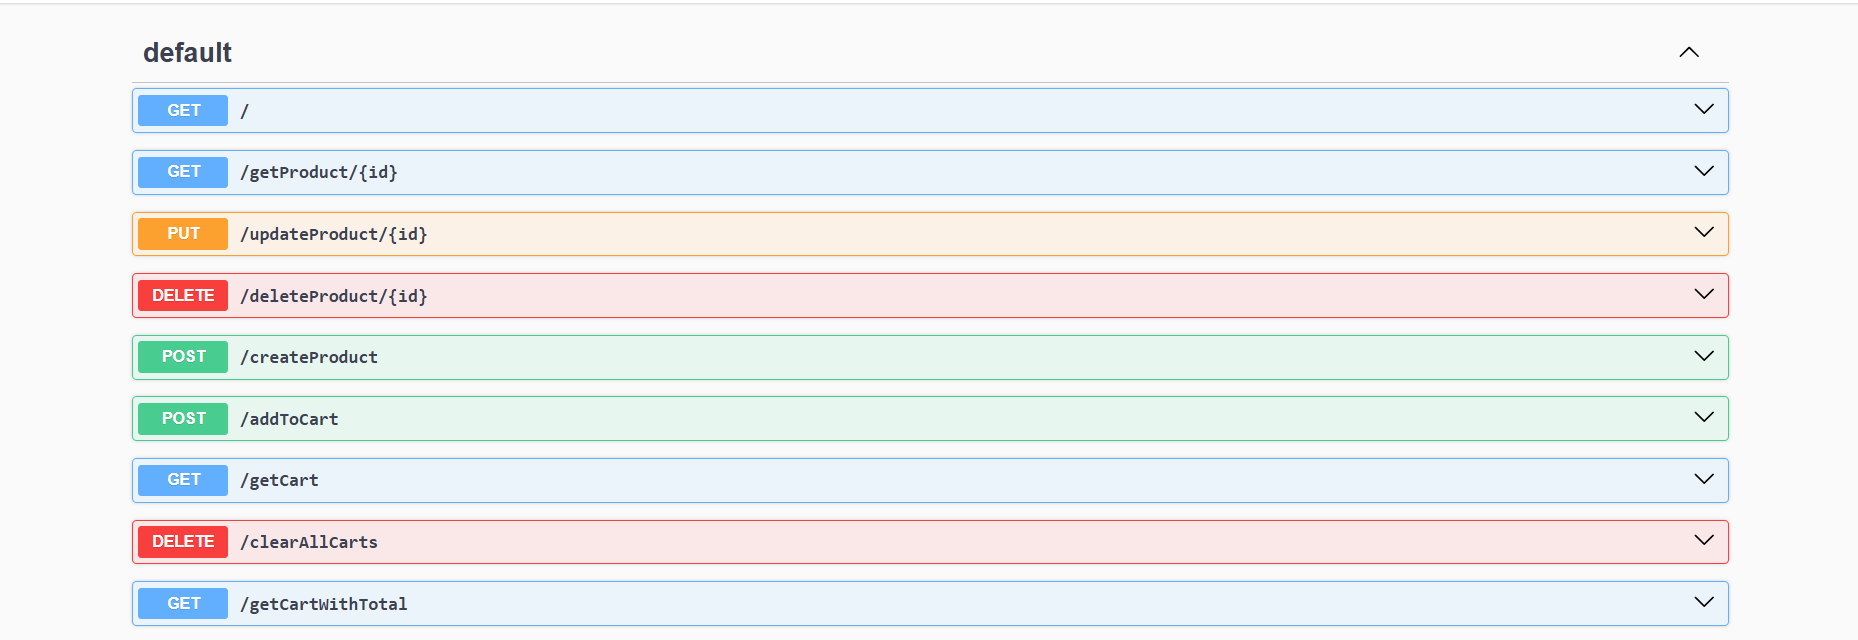 default
GET /
GET /getProduct/{id}
PUT /updateProduct/{id}
DELETE /deleteProduct/{id}
POST /createProduct
POST /addToCart
GET /getCart
DELETE /clearAllCarts
GET /getCartWithTotal